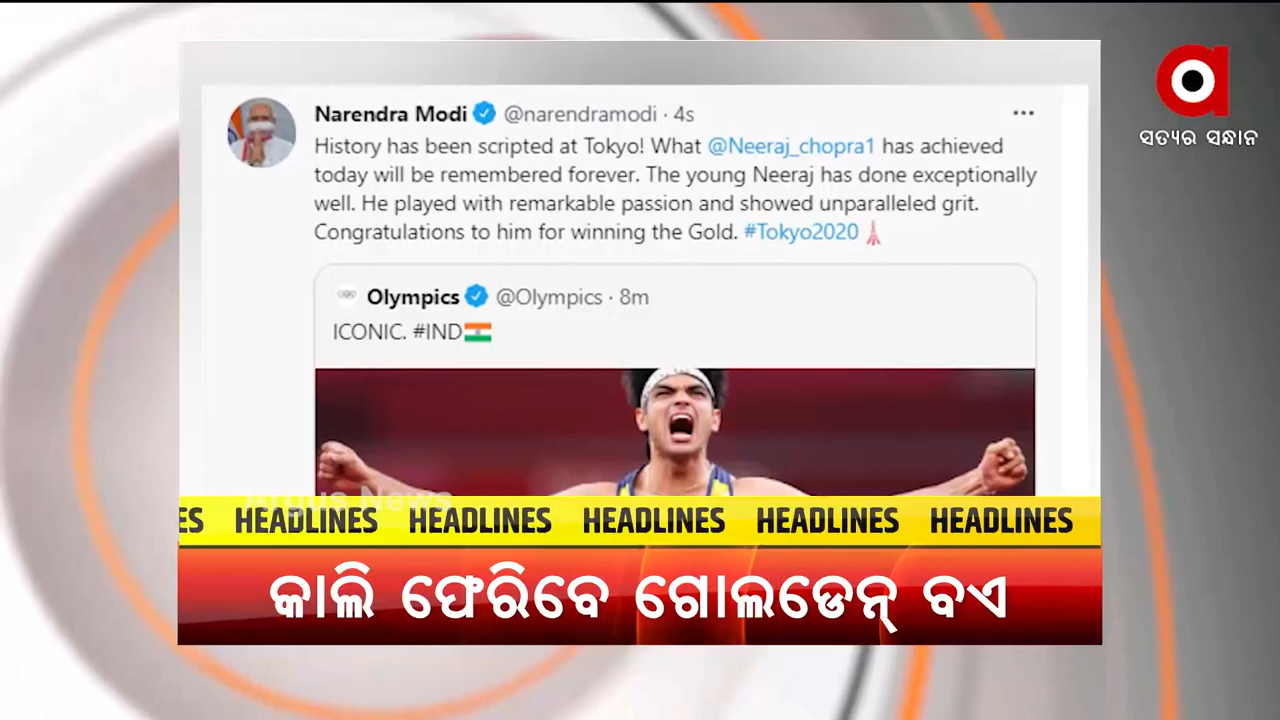 Narendra Modi @narendramodi · 4s
History has been scripted at Tokyo! What @Neeraj_chopra1 has achieved
today will be remembered forever. The young Neeraj has done exceptionally
well. He played with remarkable passion and showed unparalleled grit.
Congratulations to him for winning the Gold. #Tokyo2020
Olympics @Olympics · 8m
ICONIC. #IND
ସତ୍ୟର ସନ୍ଧାନ
Argus News
ES HEADLINES HEADLINES HEADLINES HEADLINES HEADLINES
କାଲି ଫେରିବେ ଗୋଲଡେନ୍ ବଏ